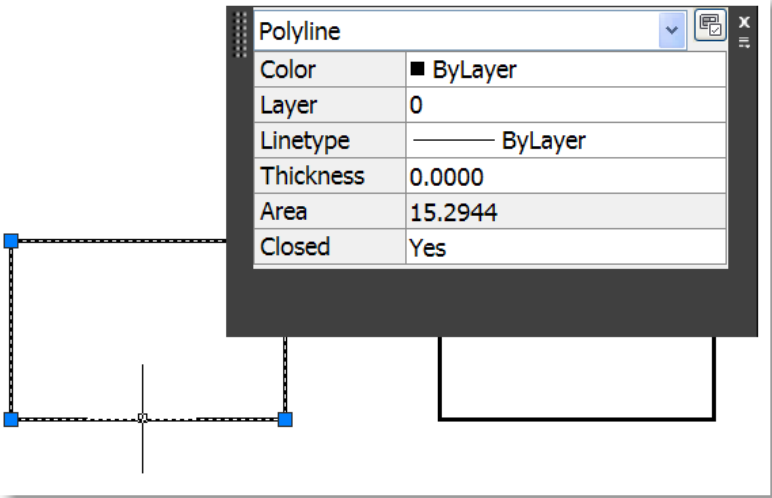 Polyline
Color ByLayer
Layer 0
Linetype ByLayer
Thickness 0.0000
Area 15.2944
Closed Yes